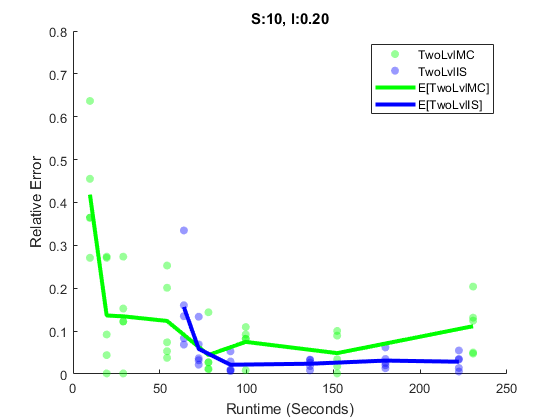 S:10, I:0.20
0.8
0.7
0.6
0.5
0.4
0.3
0.2
0.1
0
Relative Error
TwoLvlMC
TwoLvlIS
E[TwoLvlMC]
E[TwoLvlIS]
0 50 100 150 200 250
Runtime (Seconds)